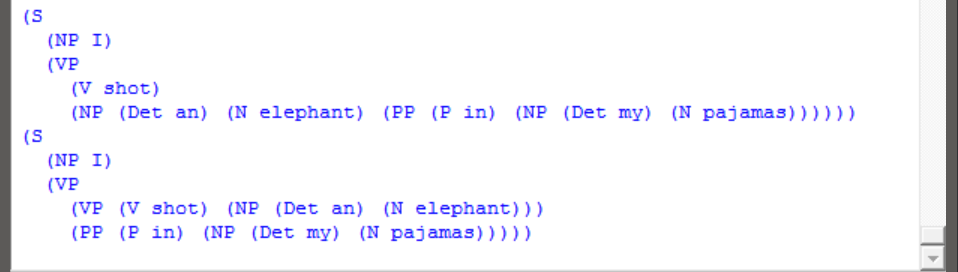 (S
  (NP I)
  (VP
    (V shot)
    (NP (Det an) (N elephant) (PP (P in) (NP (Det my) (N pajamas))))))
(S
  (NP I)
  (VP
    (VP (V shot) (NP (Det an) (N elephant)))
    (PP (P in) (NP (Det my) (N pajamas)))))